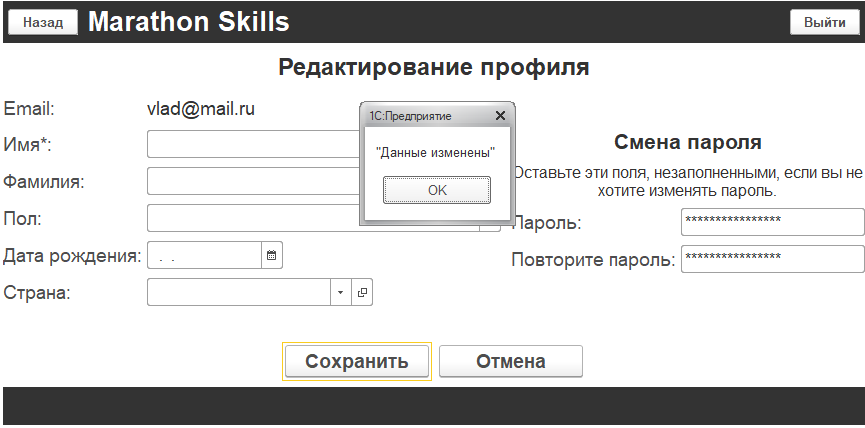 Назад
Marathon Skills
Выйти
Редактирование профиля
Email:
vlad@mail.ru
Имя*:
Фамилия:
Пол:
Дата рождения:
. .
Страна:
1С:Предприятие
"Данные изменены"
OK
Смена пароля
Оставьте эти поля, незаполненными, если вы не
хотите изменять пароль.
Пароль:
****************
Повторите пароль:
****************
Сохранить
Отмена